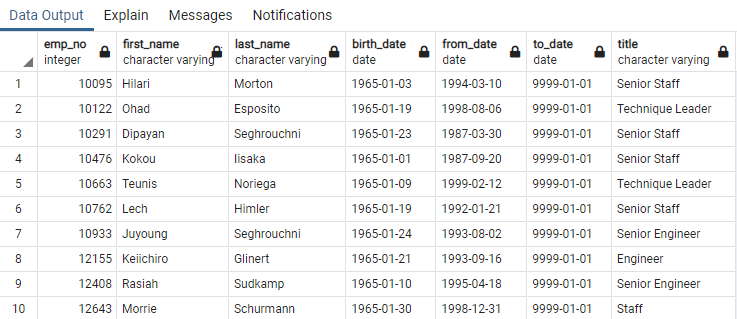 Data Output Explain Messages Notifications
emp_no first_name last_name birth_date from_date to_date title
integer character varying character varying date date date character varying
1 10095 Hilari Morton 1965-01-03 1994-03-10 9999-01-01 Senior Staff
2 10122 Ohad Esposito 1965-01-19 1998-08-06 9999-01-01 Technique Leader
3 10291 Dipayan Seghrouchni 1965-01-23 1987-03-30 9999-01-01 Senior Staff
4 10476 Kokou Iisaka 1965-01-01 1987-09-20 9999-01-01 Senior Staff
5 10663 Teunis Noriega 1965-01-09 1999-02-12 9999-01-01 Technique Leader
6 10762 Lech Himler 1965-01-19 1992-01-21 9999-01-01 Senior Staff
7 10933 Juyoung Seghrouchni 1965-01-24 1993-08-02 9999-01-01 Senior Engineer
8 12155 Keiichiro Glinert 1965-01-21 1993-09-16 9999-01-01 Engineer
9 12408 Rasiah Sudkamp 1965-01-10 1995-04-18 9999-01-01 Senior Engineer
10 12643 Morrie Schurmann 1965-01-30 1998-12-31 9999-01-01 Staff